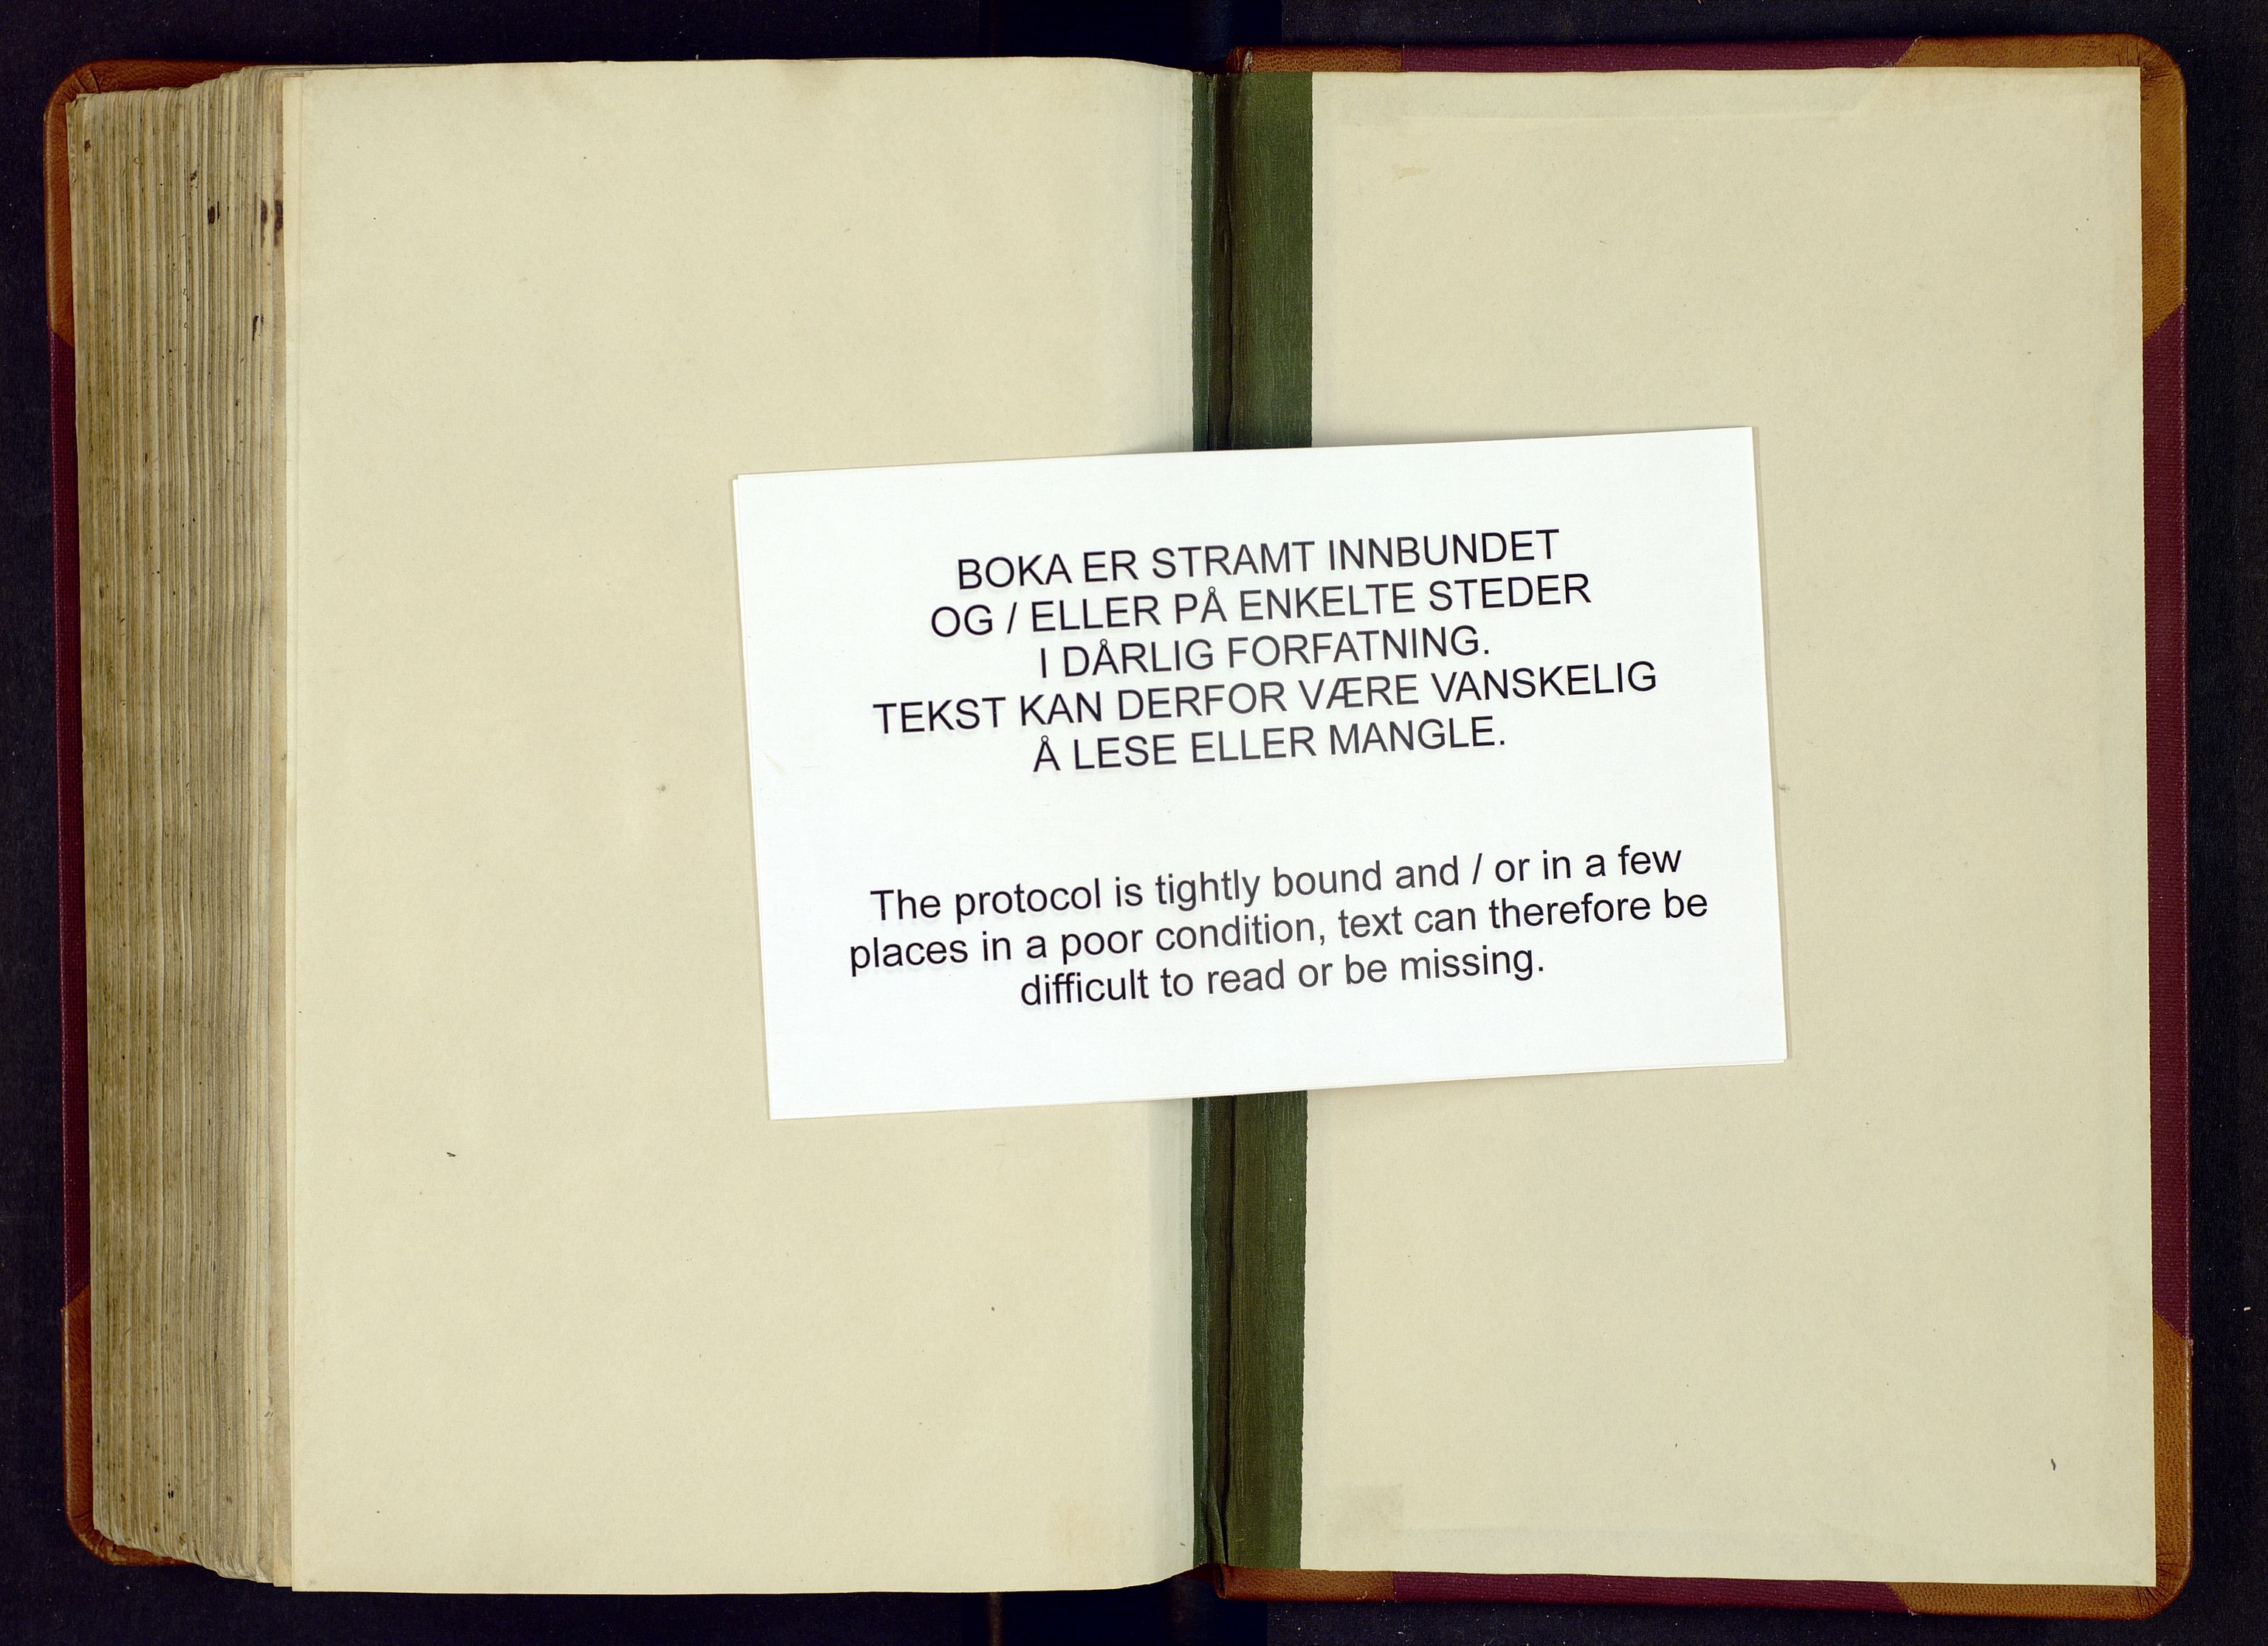 BOKA ER STRAMT INNBUNDET
OG / ELLER PÅ ENKELTE STEDER
I DÅRLIG FORFATNING.
TEKST KAN DERFOR VÆRE VANSKELIG
Å LESE ELLER MANGLE.
The protocol is tightly bound and / or in a few
places in a poor condition, text can therefore be
difficult to read or be missing.